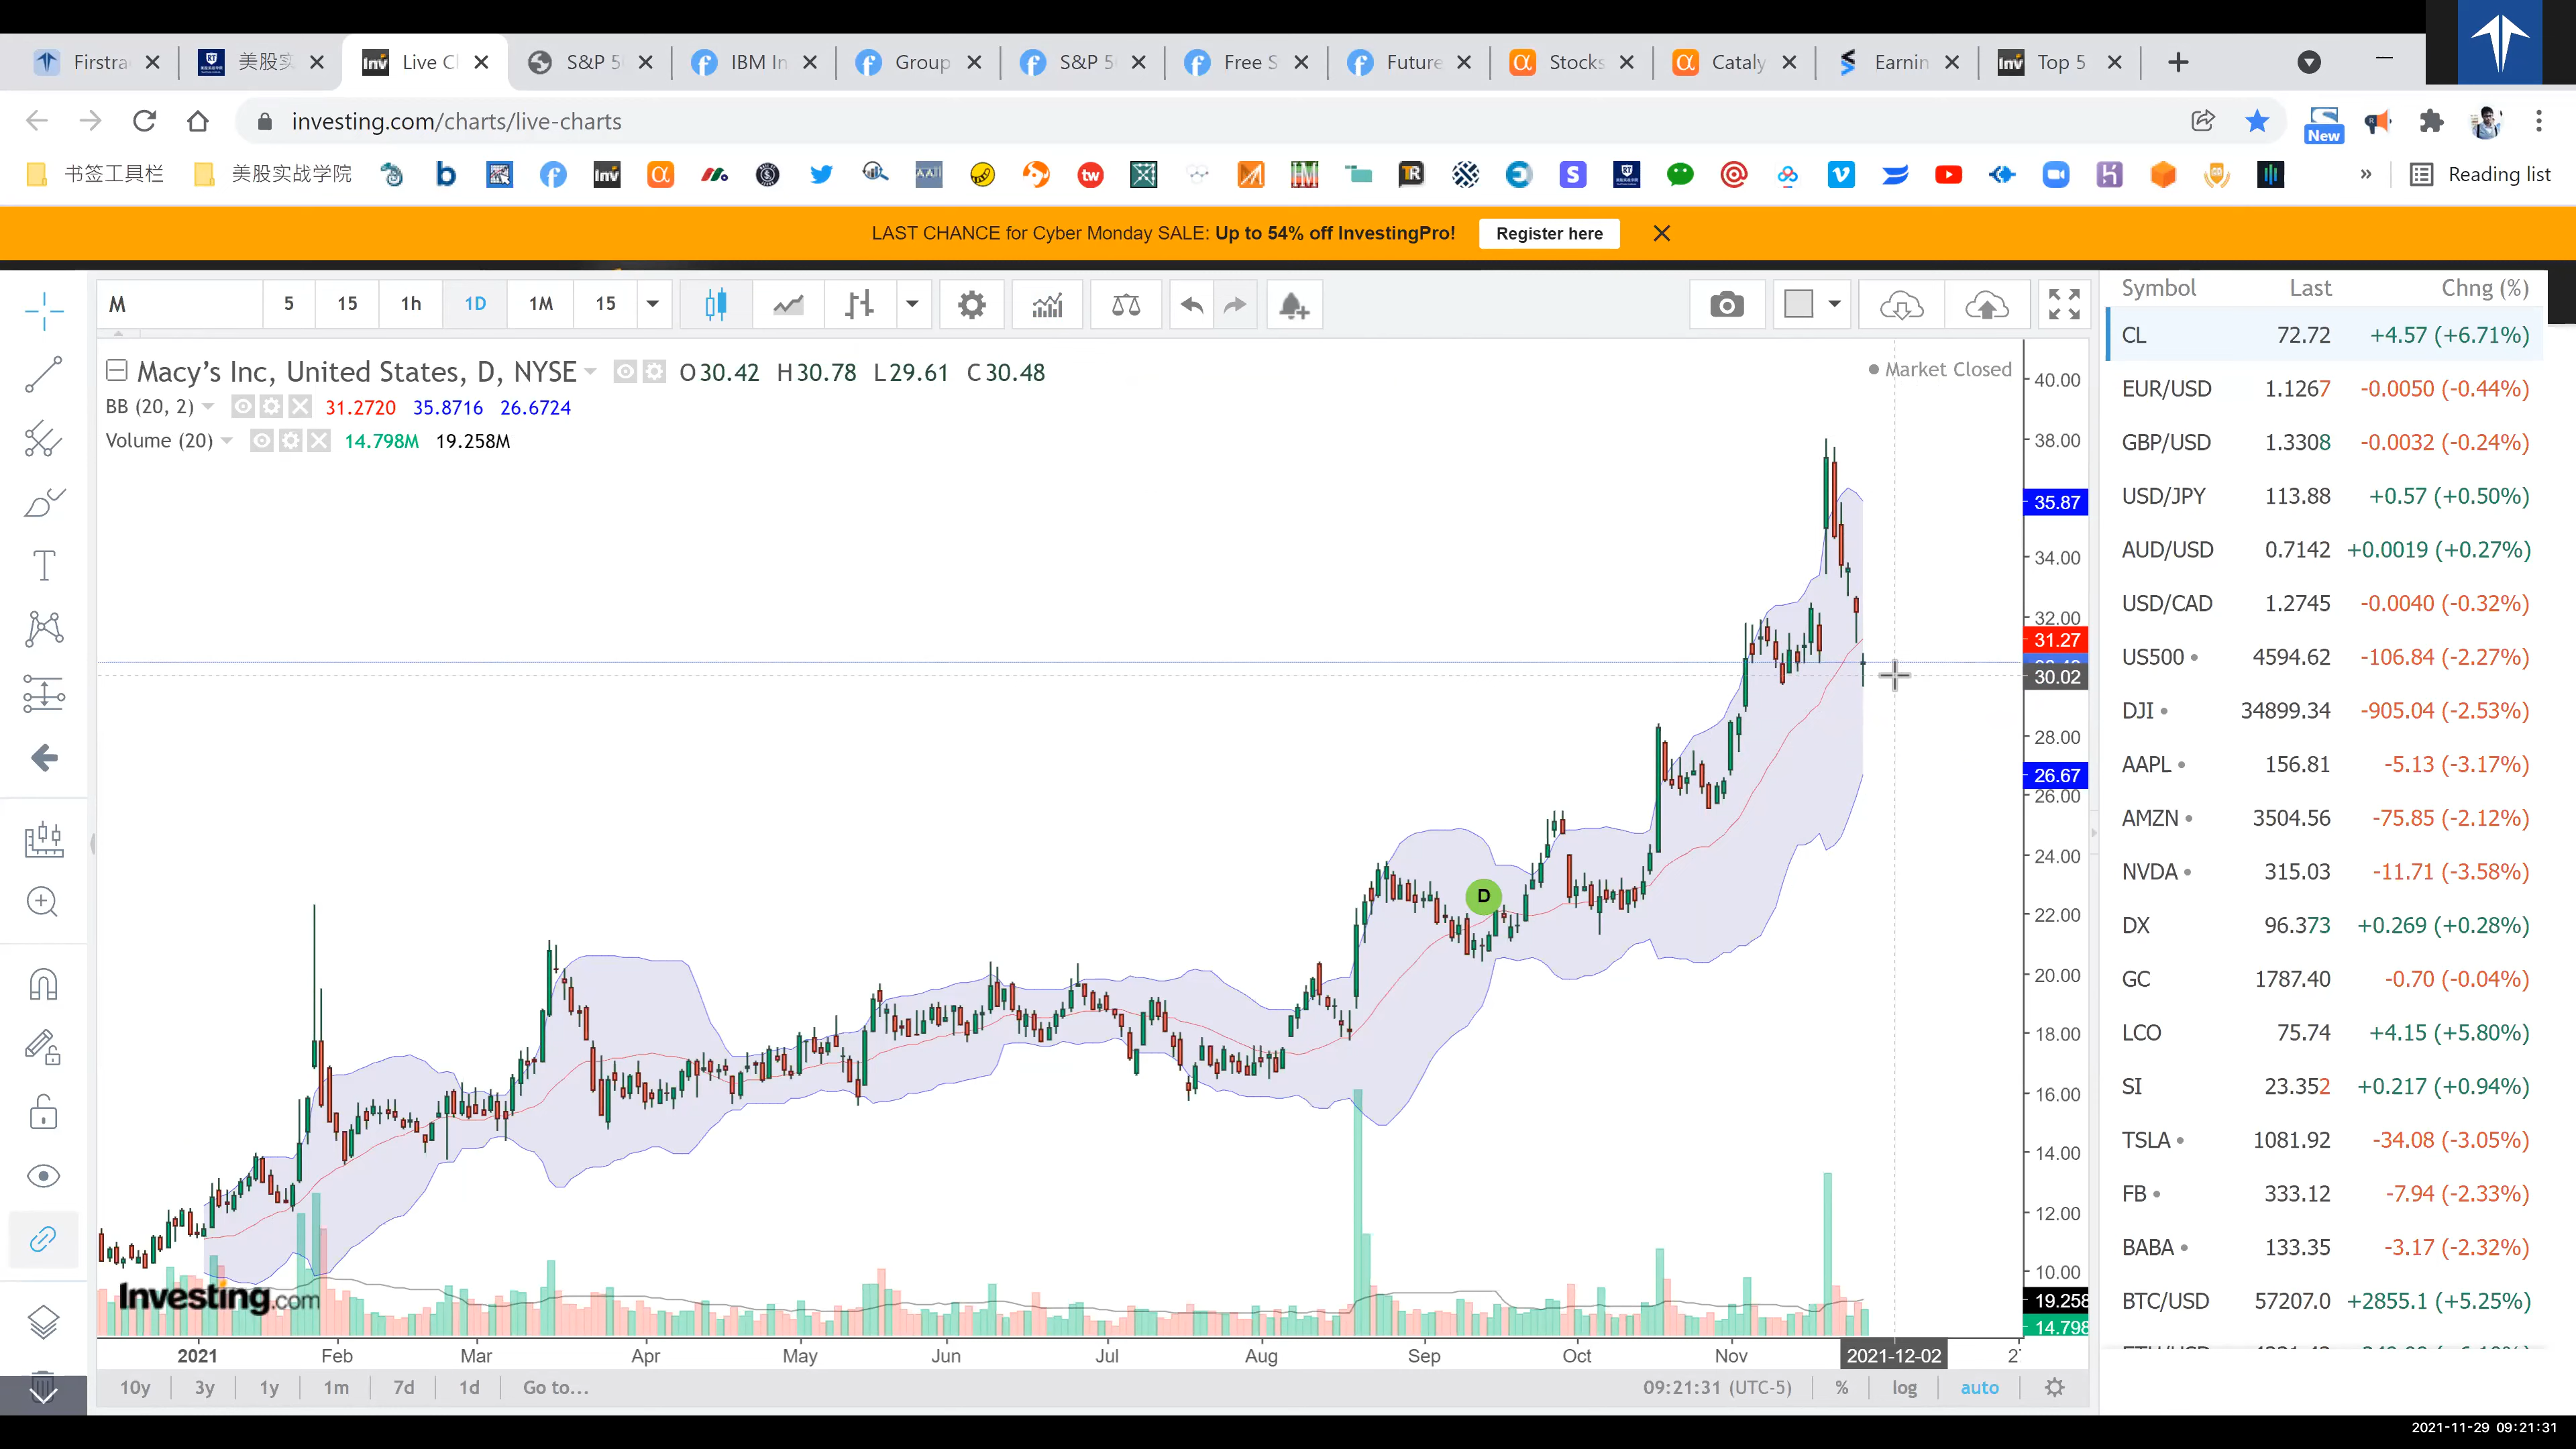 Firstra
美股实
Live C
S&P 5
IBM In
Group
S&P 5
Free S
Future
Stocks
Cataly
Earnin
Top 5
investing.com/charts/live-charts
New
书签工具栏
美股实战学院
Reading list
LAST CHANCE for Cyber Monday SALE: Up to 54% off InvestingPro!
Register here
M 5 15 1h 1D 1M 15
Macy's Inc, United States, D, NYSE O30.42 H30.78 L29.61 C30.48
Market Closed
BB (20, 2) 31.2720 35.8716 26.6724
Volume (20) 14.798M 19.258M
D
40.00
38.00
35.87
34.00
32.00
31.27
30.02
28.00
26.67
26.00
24.00
22.00
20.00
18.00
16.00
14.00
12.00
10.00
19.258
14.798
Investing.com
2021 Feb Mar Apr May Jun Jul Aug Sep Oct Nov 2021-12-02
10y 3y 1y 1m 7d 1d Go to...
09:21:31 (UTC-5) % log auto
Symbol Last Chng (%)
CL 72.72 +4.57 (+6.71%)
EUR/USD 1.1267 -0.0050 (-0.44%)
GBP/USD 1.3308 -0.0032 (-0.24%)
USD/JPY 113.88 +0.57 (+0.50%)
AUD/USD 0.7142 +0.0019 (+0.27%)
USD/CAD 1.2745 -0.0040 (-0.32%)
US500 4594.62 -106.84 (-2.27%)
DJI 34899.34 -905.04 (-2.53%)
AAPL 156.81 -5.13 (-3.17%)
AMZN 3504.56 -75.85 (-2.12%)
NVDA 315.03 -11.71 (-3.58%)
DX 96.373 +0.269 (+0.28%)
GC 1787.40 -0.70 (-0.04%)
LCO 75.74 +4.15 (+5.80%)
SI 23.352 +0.217 (+0.94%)
TSLA 1081.92 -34.08 (-3.05%)
FB 333.12 -7.94 (-2.33%)
BABA 133.35 -3.17 (-2.32%)
BTC/USD 57207.0 +2855.1 (+5.25%)
2021-11-29 09:21:31